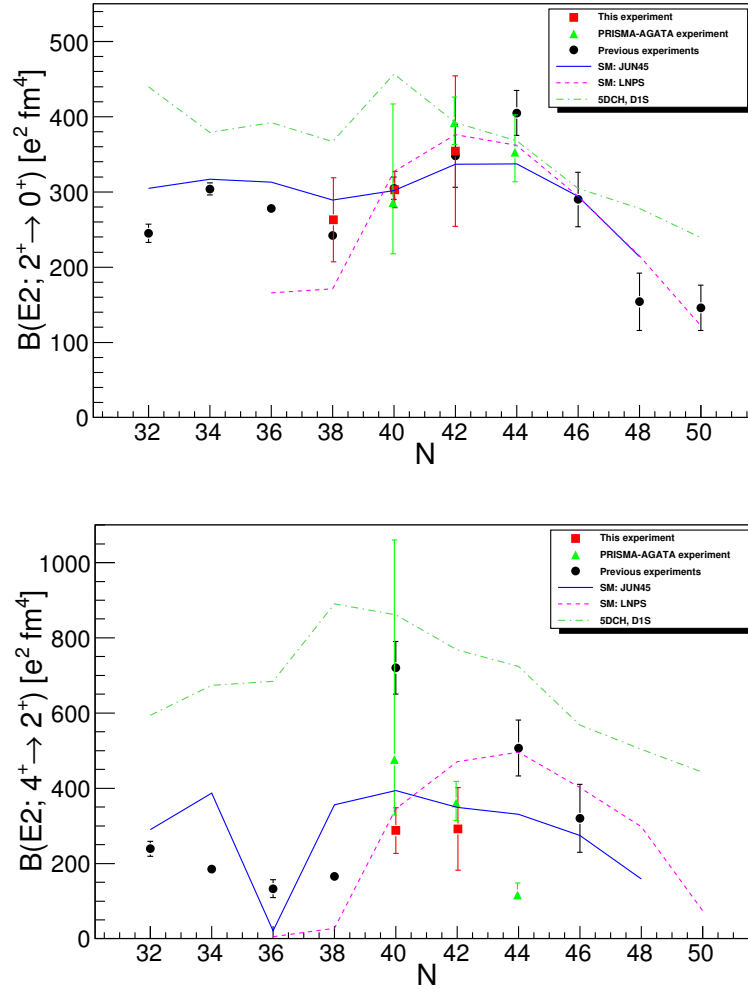 B(E2; 2⁺→ 0⁺) [e² fm⁴]
500
400
300
200
100
0
This experiment
PRISMA-AGATA experiment
Previous experiments
SM: JUN45
SM: LNPS
5DCH, D1S
32 34 36 38 40 42 44 46 48 50
N
B(E2; 4⁺→ 2⁺) [e² fm⁴]
1000
800
600
400
200
0
This experiment
PRISMA-AGATA experiment
Previous experiments
SM: JUN45
SM: LNPS
5DCH, D1S
32 34 36 38 40 42 44 46 48 50
N